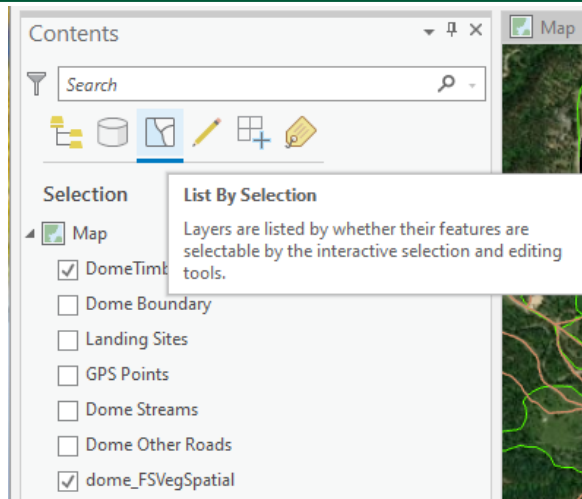 Contents
Map
Search
Selection
List By Selection
Layers are listed by whether their features are
selectable by the interactive selection and editing
tools.
Map
DomeTimb
Dome Boundary
Landing Sites
GPS Points
Dome Streams
Dome Other Roads
dome_FSVegSpatial